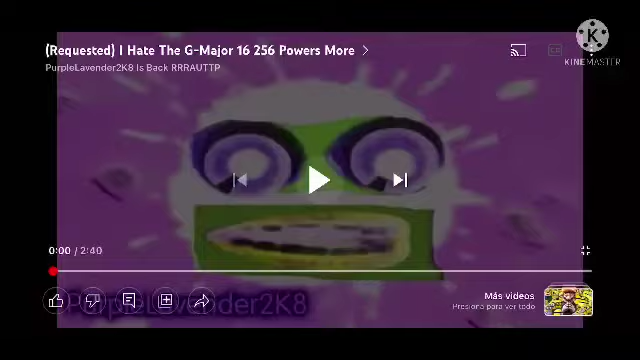 (Requested) I Hate The G-Major 16 256 Powers More
PurpleLavender2K8 Is Back RRRAUTTP
K
KINEMASTER
0:00 / 2:40
Más videos
Presiona para ver todo
PurpleLavender2K8